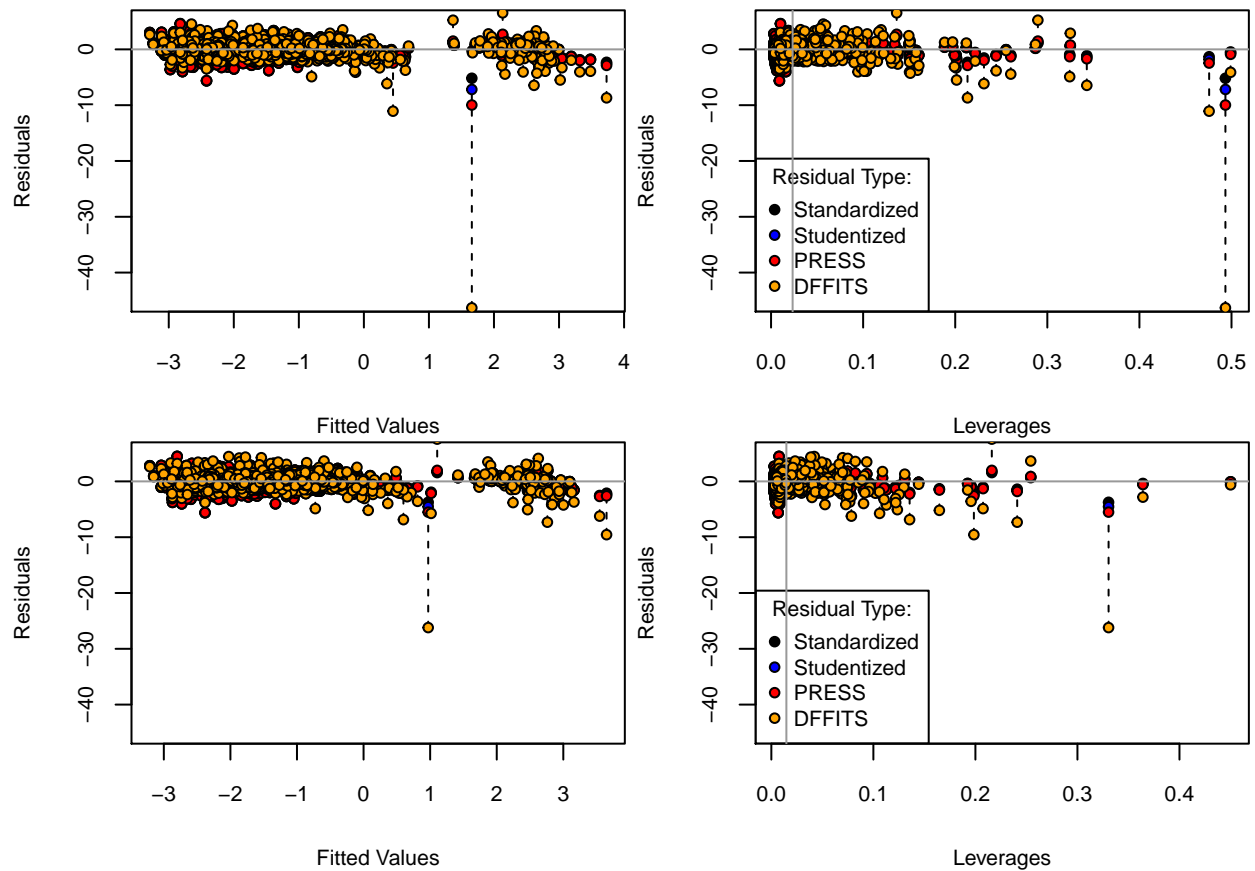 Residuals
0
−10
−20
−30
−40
−3 −2 −1 0 1 2 3 4
Fitted Values
Residuals
0
−10
−20
−30
−40
Residual Type:
Standardized
Studentized
PRESS
DFFITS
0.0 0.1 0.2 0.3 0.4 0.5
Leverages
Residuals
0
−10
−20
−30
−40
−3 −2 −1 0 1 2 3
Fitted Values
Residuals
0
−10
−20
−30
−40
Residual Type:
Standardized
Studentized
PRESS
DFFITS
0.0 0.1 0.2 0.3 0.4
Leverages